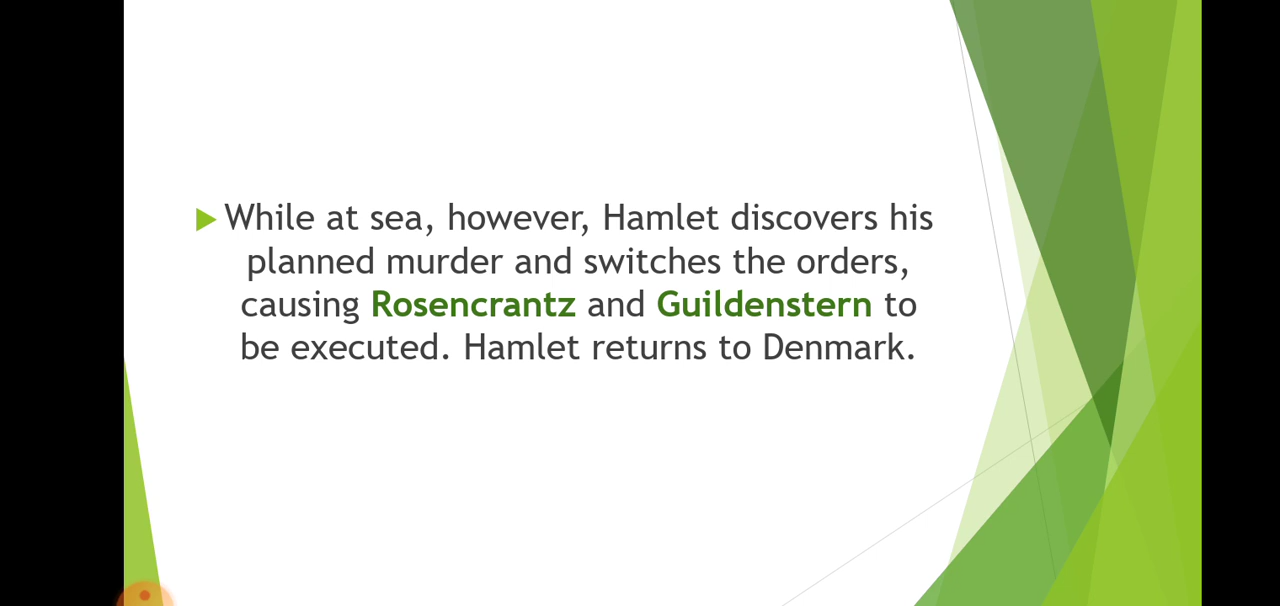 While at sea, however, Hamlet discovers his
planned murder and switches the orders,
causing Rosencrantz and Guildenstern to
be executed. Hamlet returns to Denmark.